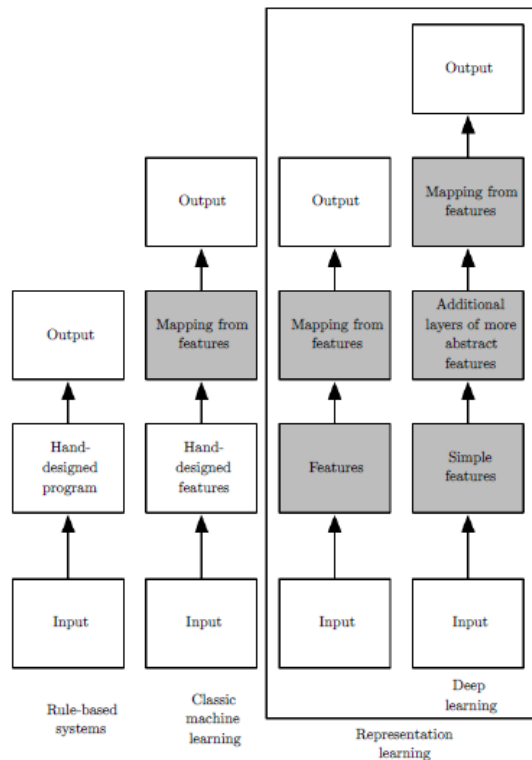 Output
Output
Output
Mapping from
features
Output
Mapping from
features
Mapping from
features
Additional
layers of more
abstract
features
Hand-
designed
program
Hand-
designed
features
Features
Simple
features
Input
Input
Input
Input
Rule-based
systems
Classic
machine
learning
Deep
learning
Representation
learning